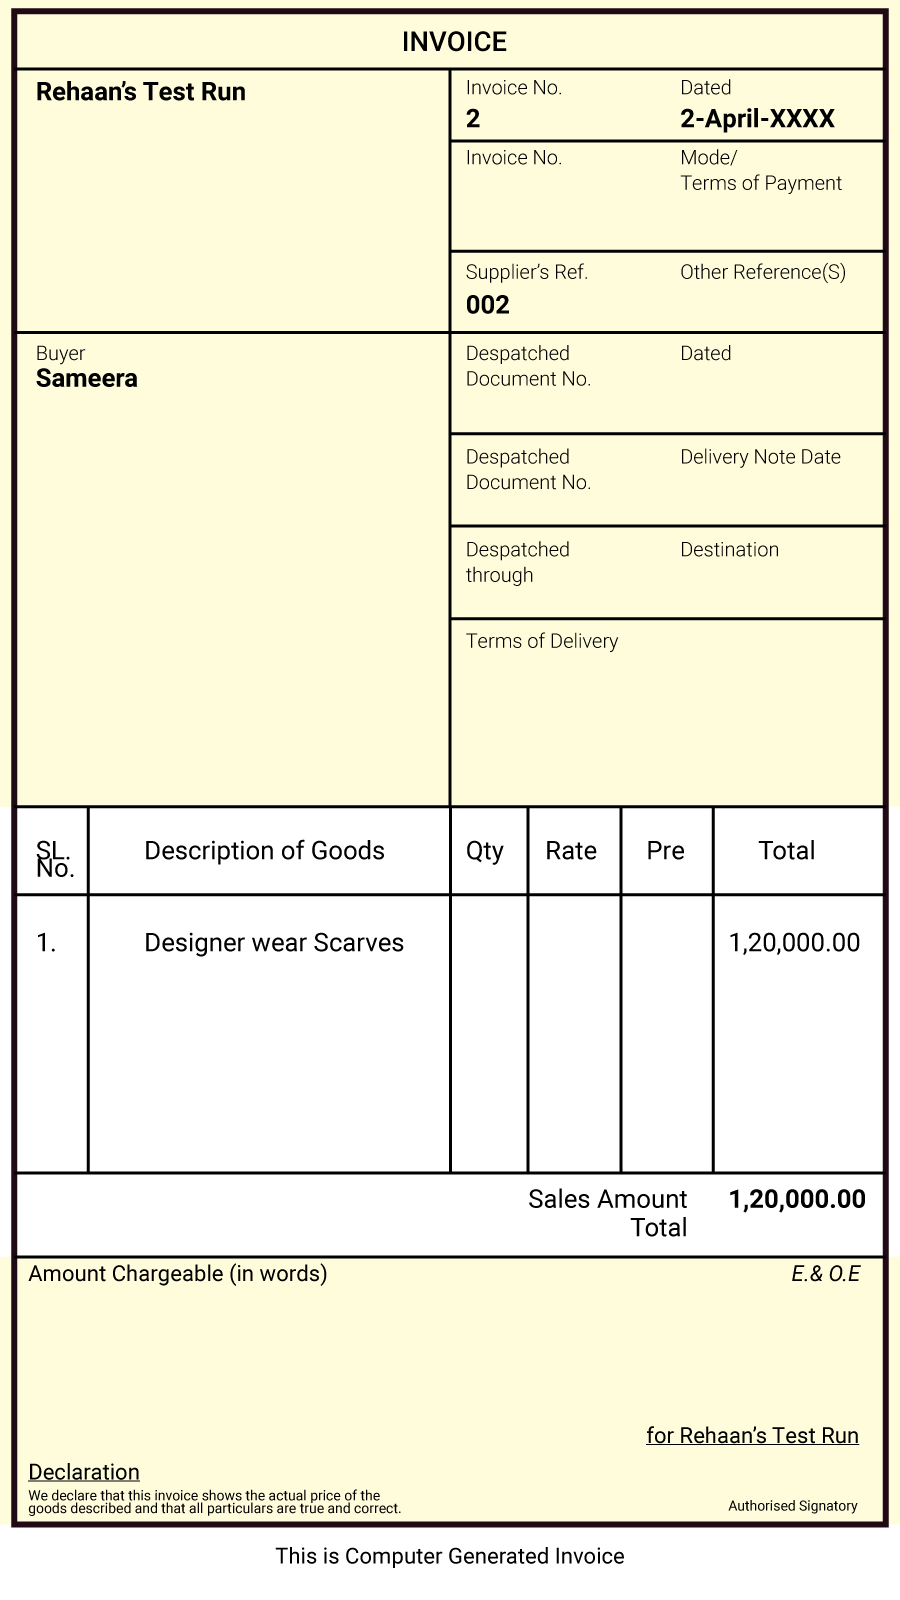 INVOICE
Rehaan’s Test Run
Invoice No.
Dated
2
2-April-XXXX
Invoice No.
Mode/
Terms of Payment
Supplier’s Ref.
Other Reference(S)
002
Buyer
Sameera
Despatched
Document No.
Dated
Despatched
Document No.
Delivery Note Date
Despatched
through
Destination
Terms of Delivery
SL.
No.
Description of Goods
Qty
Rate
Pre
Total
1.
Designer wear Scarves
1,20,000.00
Sales Amount
Total
1,20,000.00
Amount Chargeable (in words)
E.& O.E
for Rehaan’s Test Run
Declaration
We declare that this invoice shows the actual price of the
goods described and that all particulars are true and correct.
Authorised Signatory
This is Computer Generated Invoice